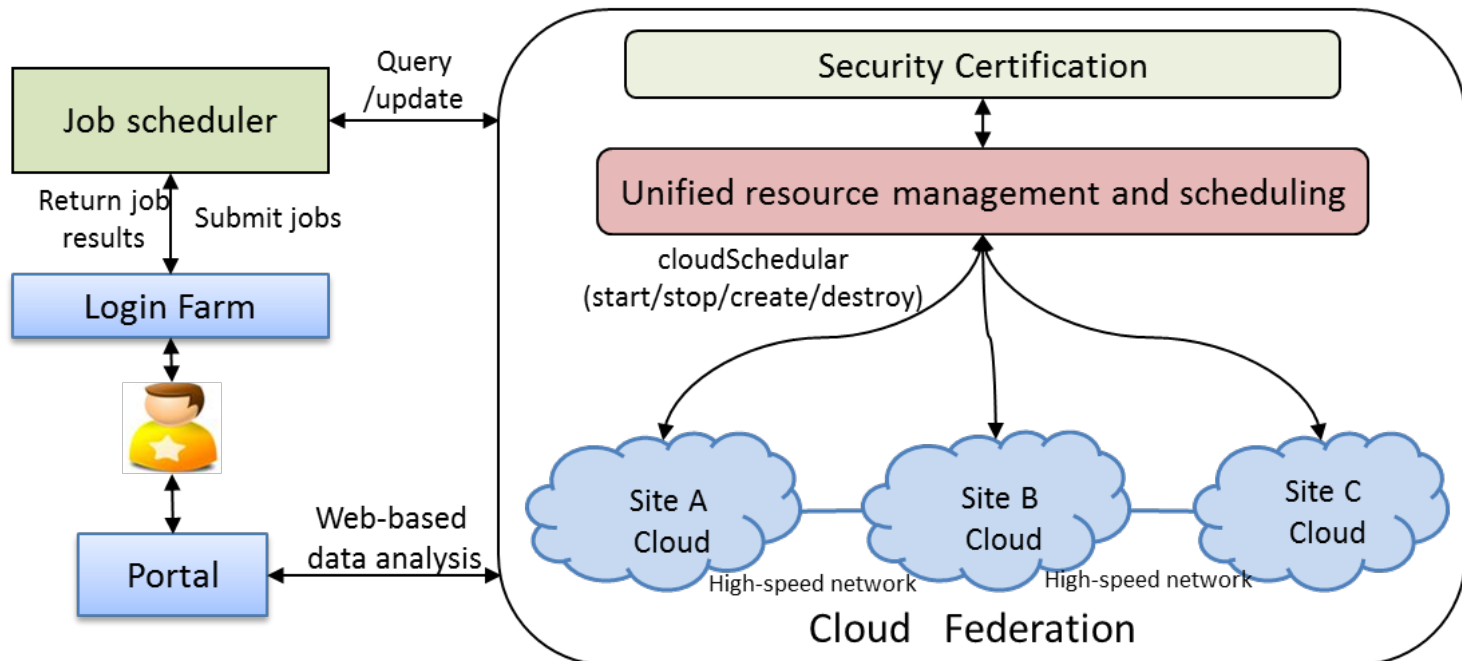 Job scheduler
Query
/update
Return job
results
Submit jobs
Login Farm
Portal
Web-based
data analysis
Security Certification
Unified resource management and scheduling
cloudSchedular
(start/stop/create/destroy)
Site A
Cloud
Site B
Cloud
Site C
Cloud
High-speed network
High-speed network
Cloud Federation